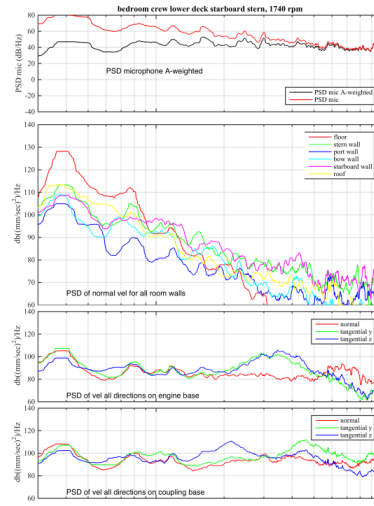 bedroom crew lower deck starboard stern, 1740 rpm
80
60
40
20
0
-20
-40
PSD mic (dB/Hz)
PSD microphone A-weighted
PSD mic A-weighted
PSD mic
140
130
120
110
100
90
80
70
60
db((mm/sec)²)/Hz
floor
stern wall
port wall
bow wall
starboard wall
roof
PSD of normal vel for all room walls
140
120
100
80
60
db((mm/sec)²)/Hz
normal
tangential y
tangential z
PSD of vel all directions on engine base
140
120
100
80
60
db((mm/sec)²)/Hz
normal
tangential y
tangential z
PSD of vel all directions on coupling base